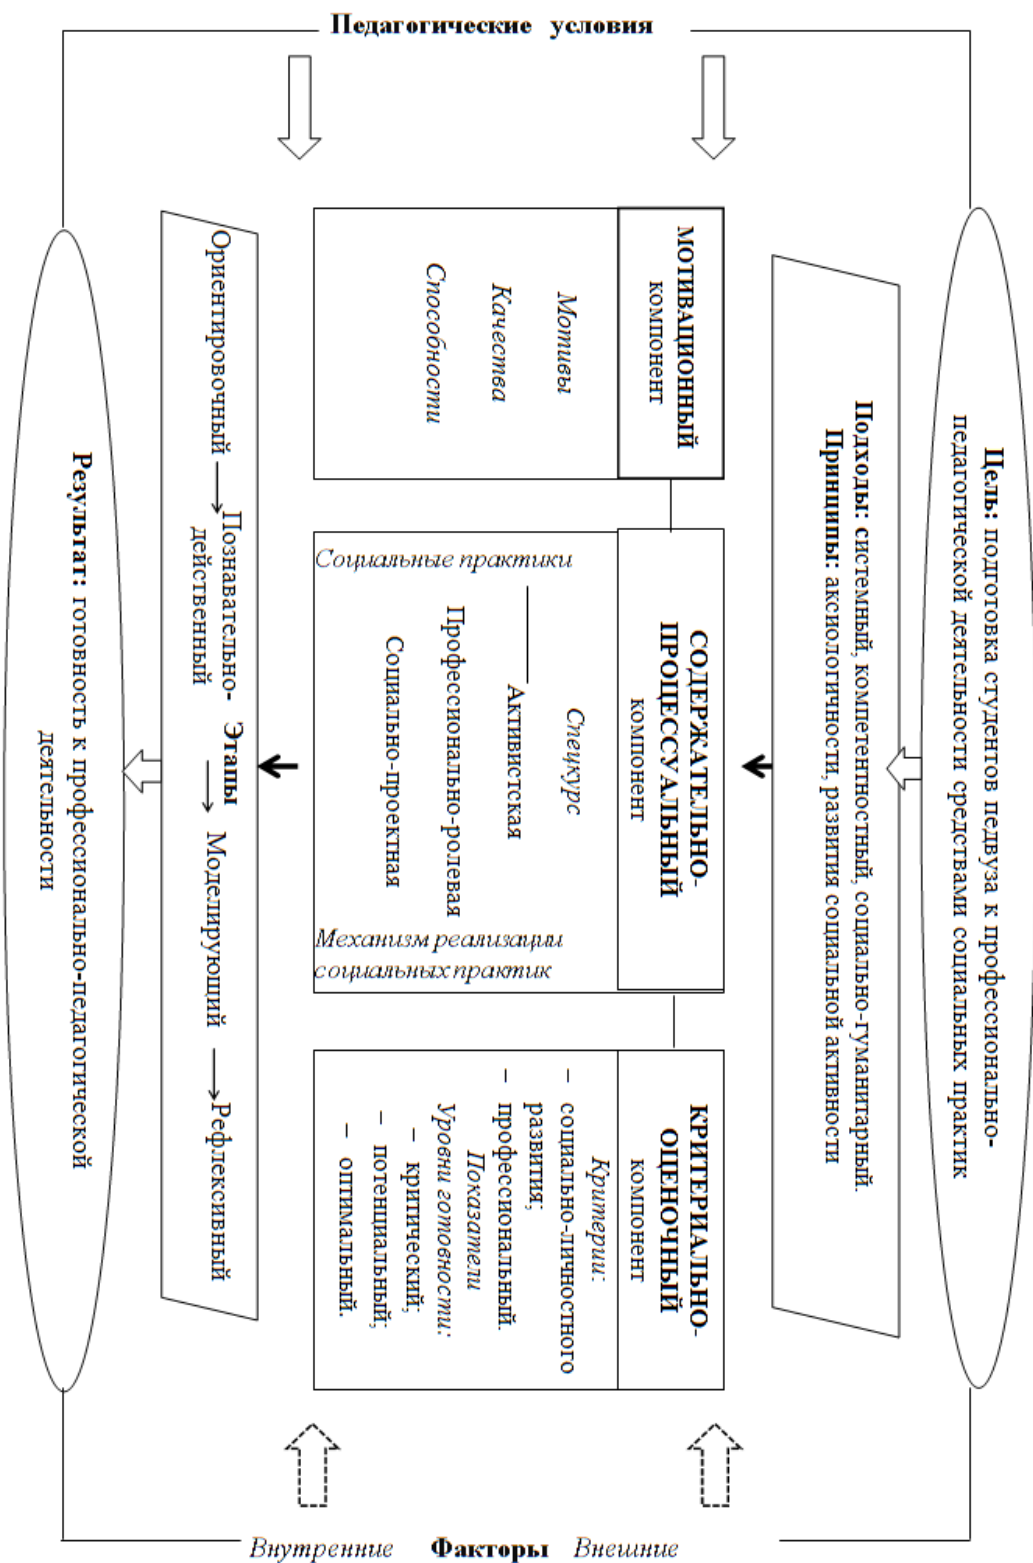 Педагогические условия
Цель: подготовка студентов педвуза к профессионально-
педагогической деятельности средствами социальных практик
Подходы: системный, компетентностный, социально-гуманитарный.
Принципы: аксиологичности, развития социальной активности
МОТИВАЦИОННЫЙ
компонент
Мотивы
Качества
Способности
СОДЕРЖАТЕЛЬНО-
ПРОЦЕССУАЛЬНЫЙ
компонент
Спецкурс
Социальные практики
Активистская
Профессионально-ролевая
Социально-проектная
Механизм реализации
социальных практик
КРИТЕРИАЛЬНО-
ОЦЕНОЧНЫЙ
компонент
Критерии:
– социально-личностного
развития;
– профессиональный.
Показатели
Уровни готовности:
– критический;
– потенциальный;
– оптимальный.
Этапы
Ориентировочный
Познавательно-
действенный
Моделирующий
Рефлексивный
Результат: готовность к профессионально-педагогической
деятельности
Внутренние Факторы Внешние